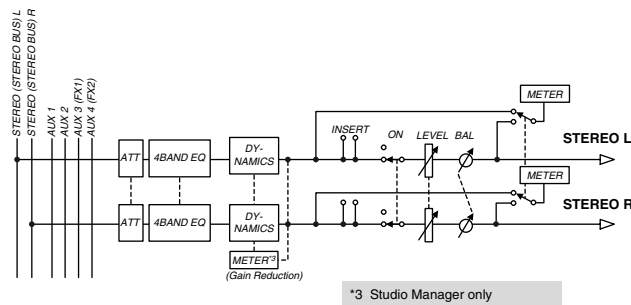 STEREO (STEREO BUS) L
STEREO (STEREO BUS) R
AUX 1
AUX 2
AUX 3 (FX1)
AUX 4 (FX2)
METER
INSERT
ON
LEVEL
BAL
STEREO L
ATT
4BAND EQ
DY-
NAMICS
METER
STEREO R
ATT
4BAND EQ
DY-
NAMICS
METER*3
(Gain Reduction)
*3 Studio Manager only